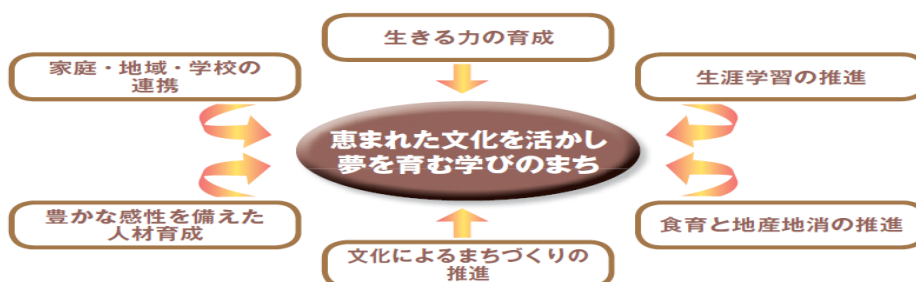 生きる力の育成
家庭・地域・学校の
連携
生涯学習の推進
恵まれた文化を活かし
夢を育む学びのまち
豊かな感性を備えた
人材育成
食育と地産地消の推進
文化によるまちづくりの
推進